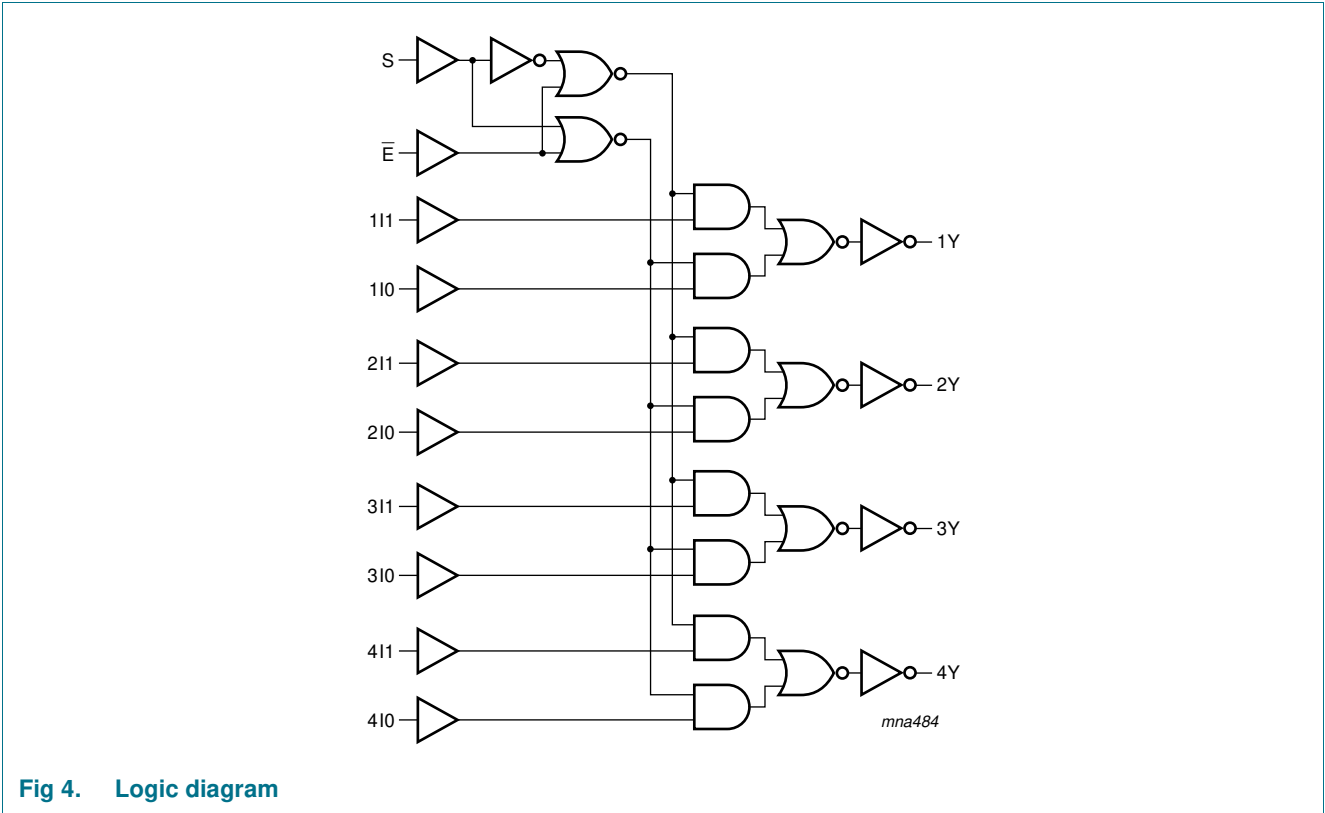 S
E̅
1I1
1I0
1Y
2I1
2Y
2I0
3I1
3Y
3I0
4I1
4Y
4I0
mna484
Fig 4. Logic diagram